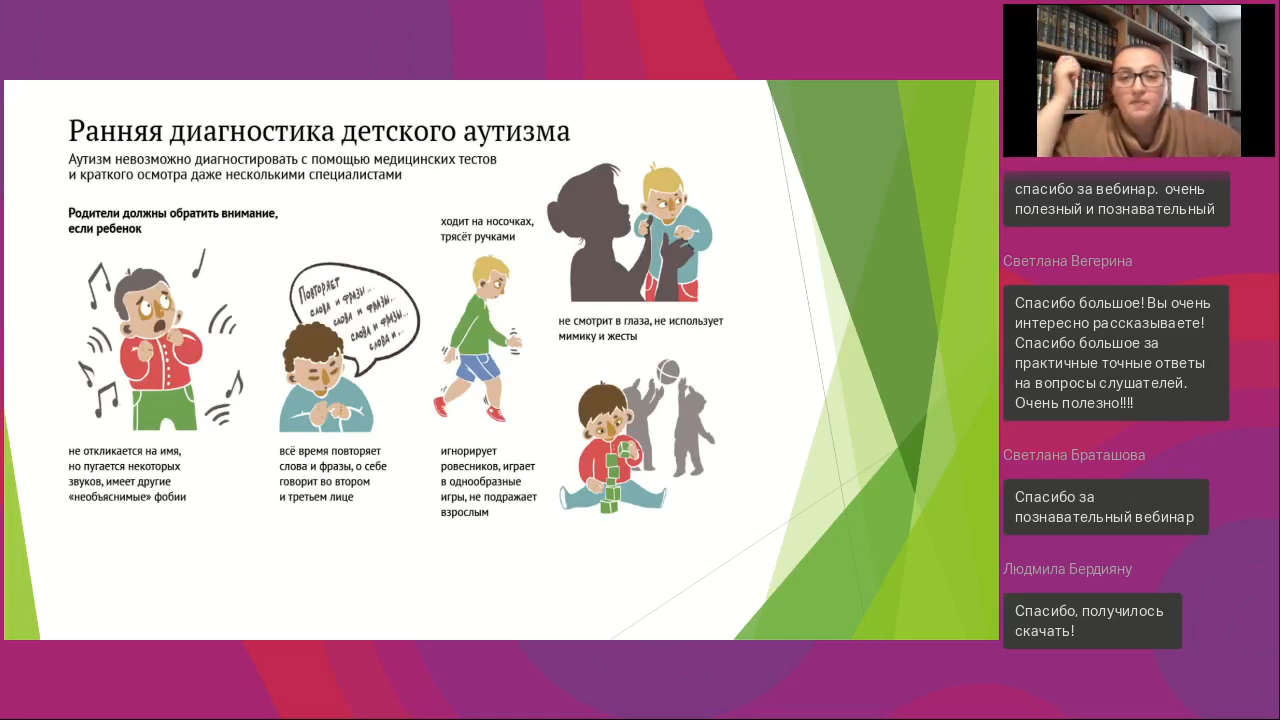 Ранняя диагностика детского аутизма
Аутизм невозможно диагностировать с помощью медицинских тестов
и краткого осмотра даже несколькими специалистами
Родители должны обратить внимание,
если ребенок
не откликается на имя,
но пугается некоторых
звуков, имеет другие
«необъяснимые» фобии
Повторяет
слова и фразы...
слова и фразы...
слова и фразы...
слова и...
всё время повторяет
слова и фразы, о себе
говорит во втором
и третьем лице
ходит на носочках,
трясёт ручками
игнорирует
ровесников, играет
в однообразные
игры, не подражает
взрослым
не смотрит в глаза, не использует
мимику и жесты
спасибо за вебинар. очень
полезный и познавательный
Светлана Вегерина
Спасибо большое! Вы очень
интересно рассказываете!
Спасибо большое за
практичные точные ответы
на вопросы слушателей.
Очень полезно!!!!
Светлана Браташова
Спасибо за
познавательный вебинар
Людмила Бердияну
Спасибо, получилось
скачать!